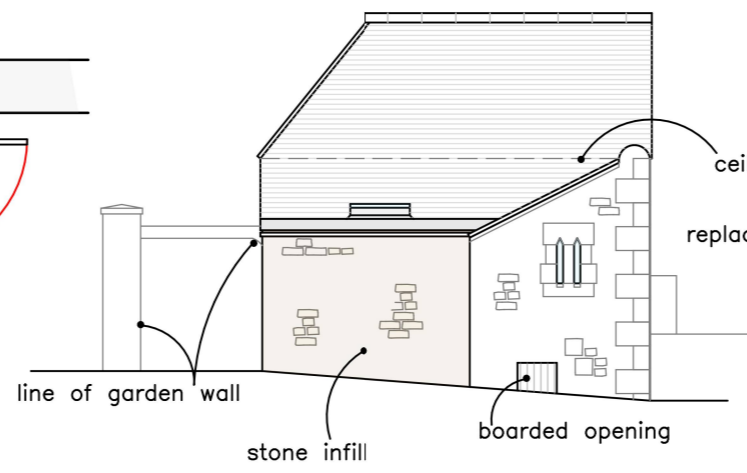 line of garden wall
stone infill
boarded opening